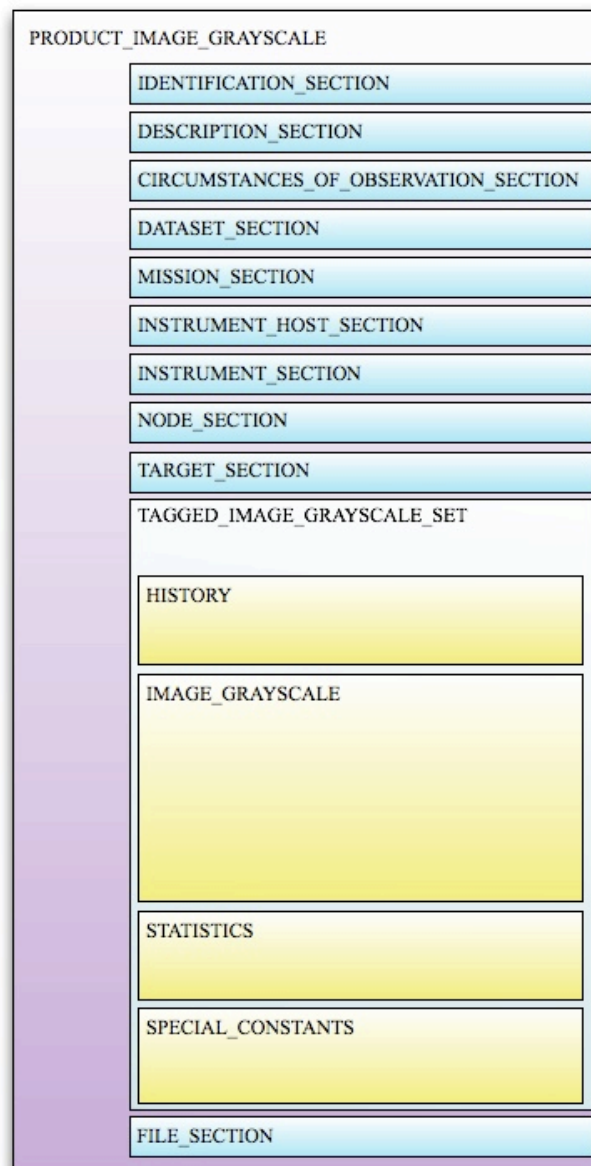 PRODUCT_IMAGE_GRAYSCALE
IDENTIFICATION_SECTION
DESCRIPTION_SECTION
CIRCUMSTANCES_OF_OBSERVATION_SECTION
DATASET_SECTION
MISSION_SECTION
INSTRUMENT_HOST_SECTION
INSTRUMENT_SECTION
NODE_SECTION
TARGET_SECTION
TAGGED_IMAGE_GRAYSCALE_SET
HISTORY
IMAGE_GRAYSCALE
STATISTICS
SPECIAL_CONSTANTS
FILE_SECTION